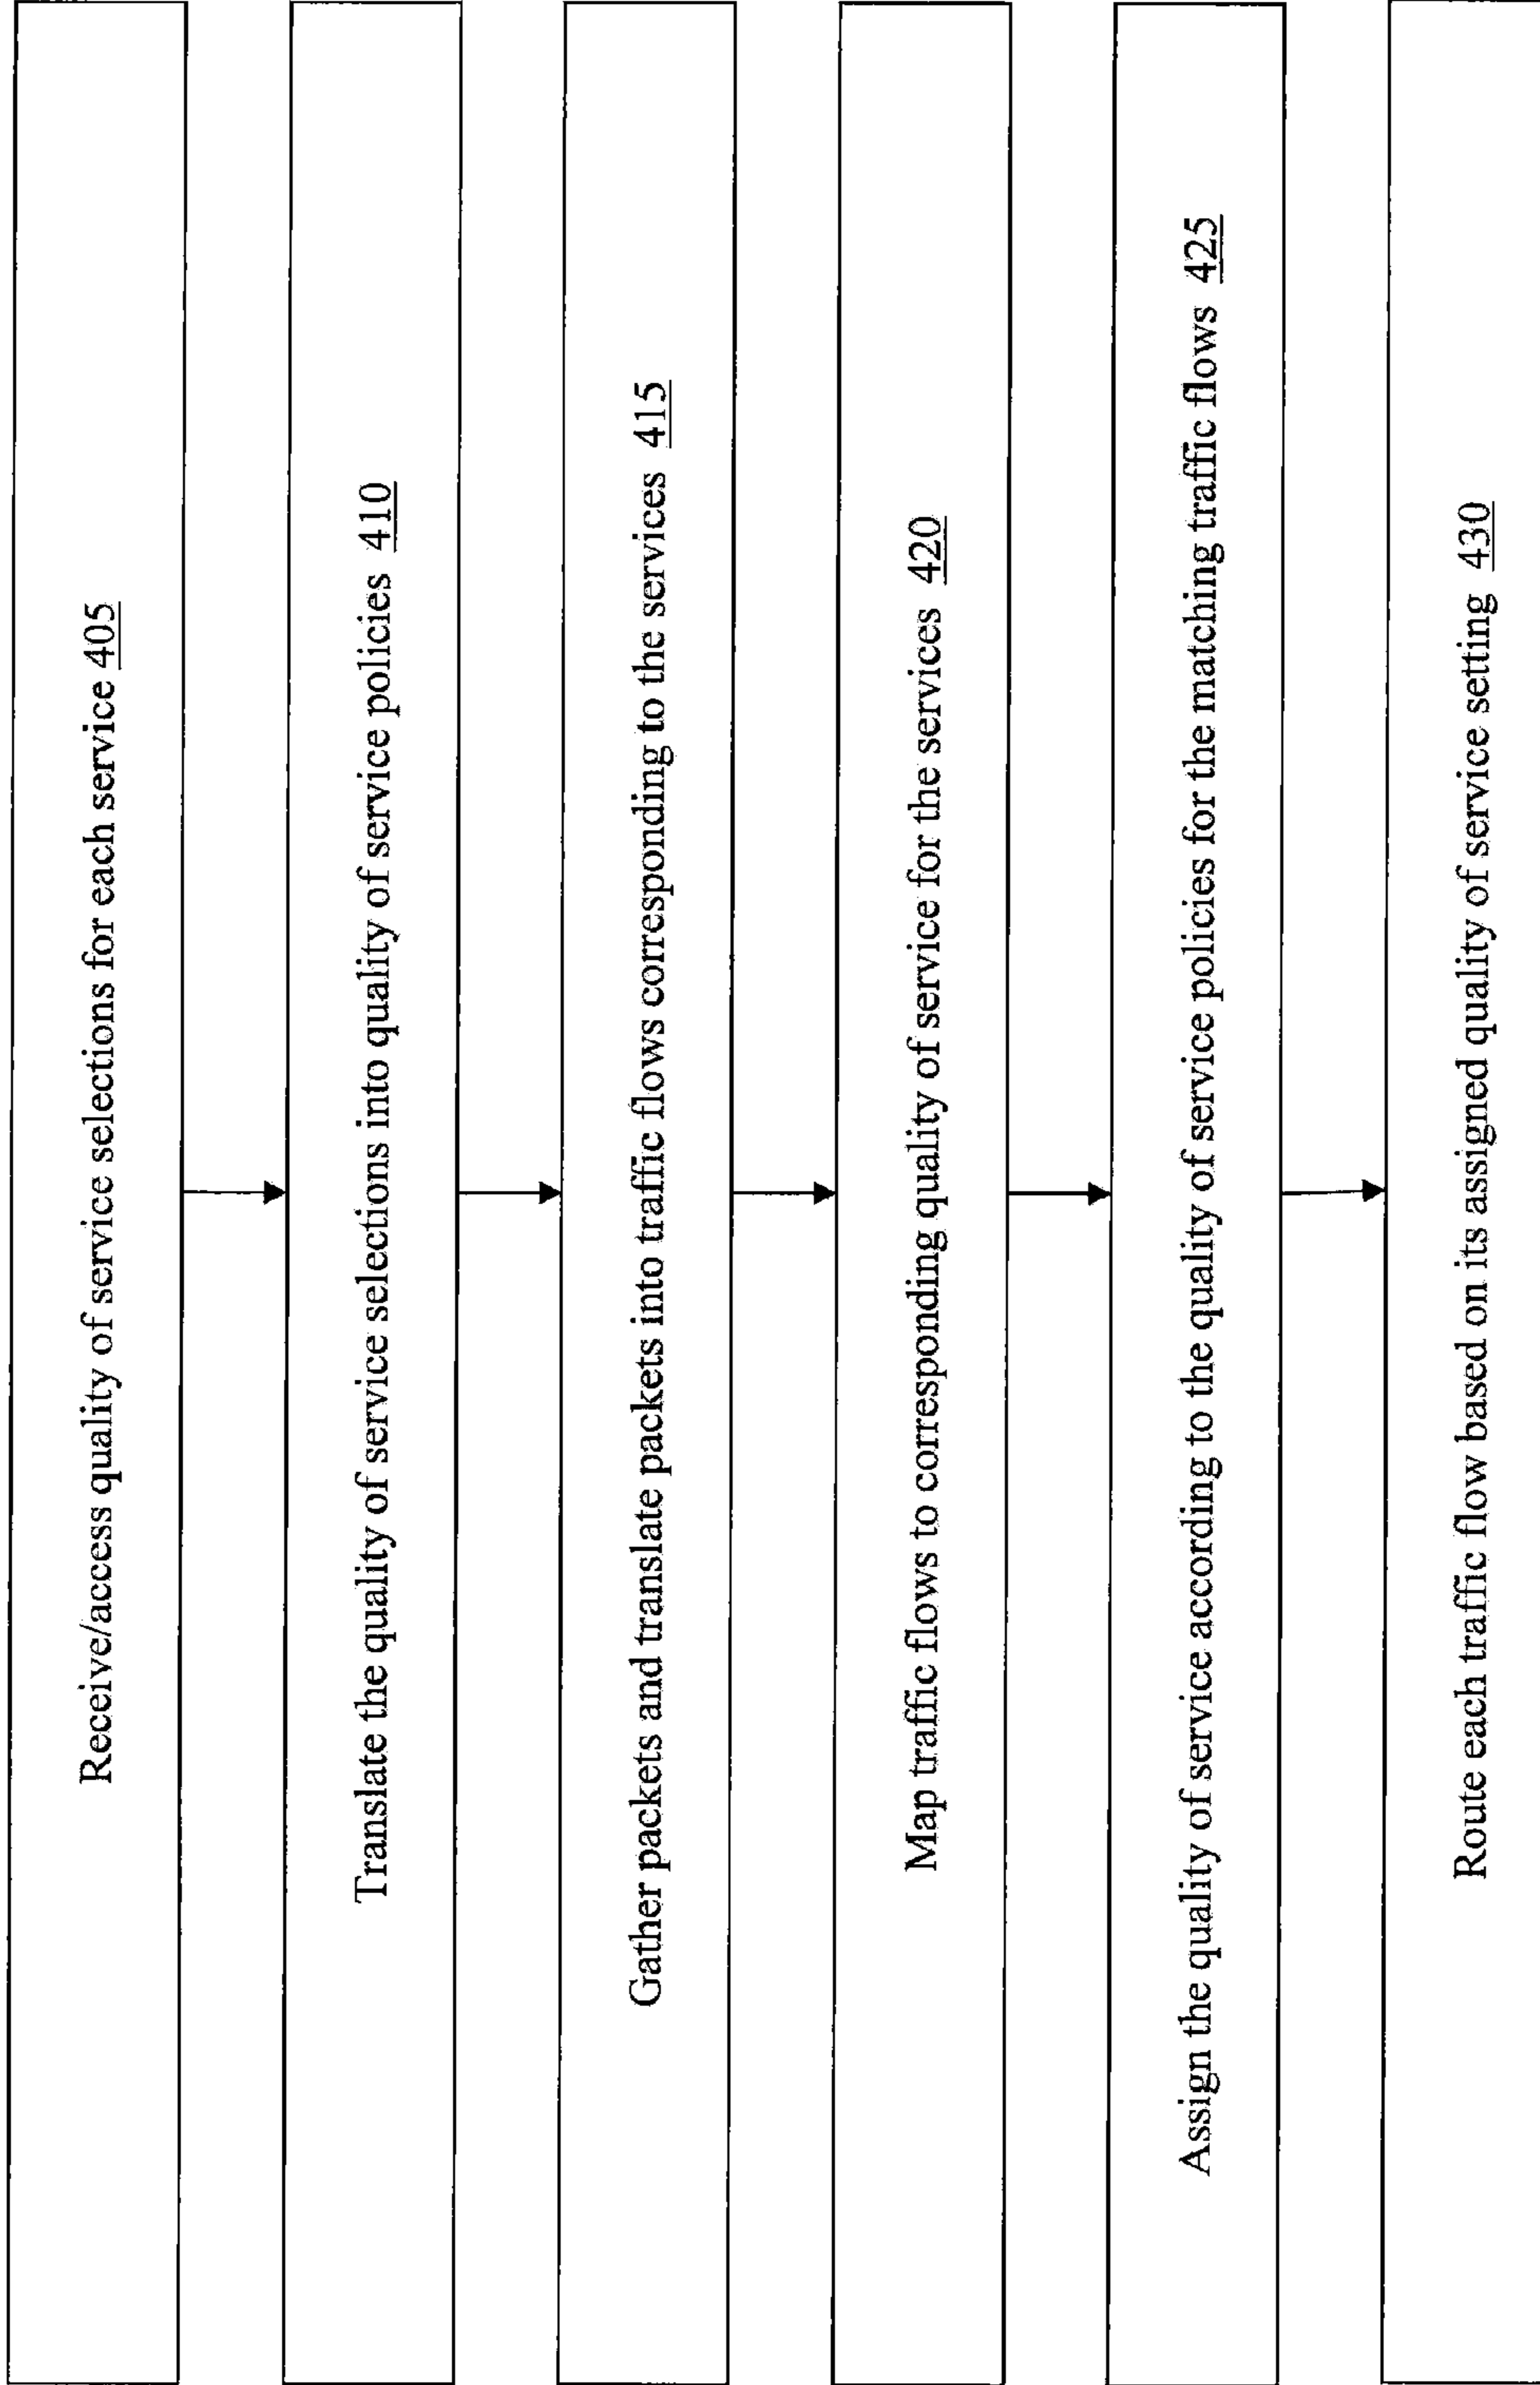 Receive/access quality of service selections for each service 405
Translate the quality of service selections into quality of service policies 410
Gather packets and translate packets into traffic flows corresponding to the services 415
Map traffic flows to corresponding quality of service for the services 420
Assign the quality of service according to the quality of service policies for the matching traffic flows 425
Route each traffic flow based on its assigned quality of service setting 430